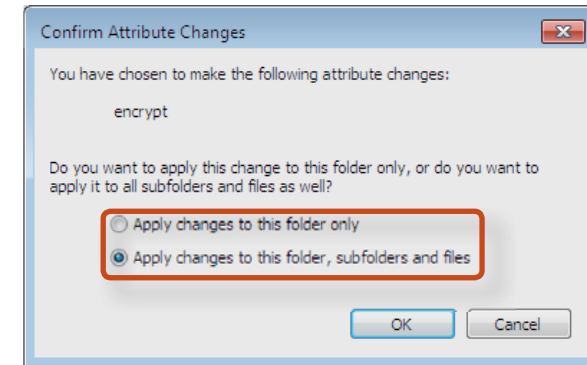 Confirm Attribute Changes
You have chosen to make the following attribute changes:
encrypt
Do you want to apply this change to this folder only, or do you want to
apply it to all subfolders and files as well?
Apply changes to this folder only
Apply changes to this folder, subfolders and files
OK Cancel